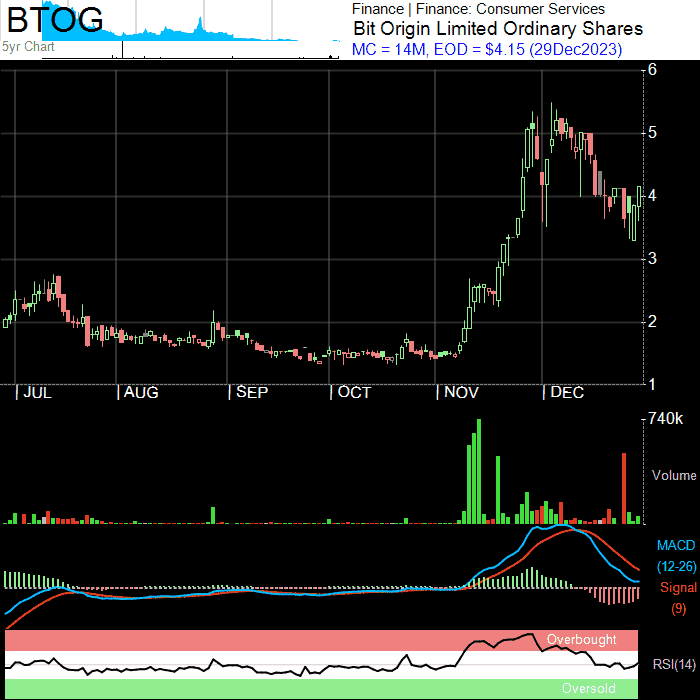 BTOG
5yr Chart
Finance | Finance: Consumer Services
Bit Origin Limited Ordinary Shares
MC = 14M, EOD = $4.15 (29Dec2023)
6
5
4
3
2
1
JUL AUG SEP OCT NOV DEC
740k
Volume
MACD
(12-26)
Signal
(9)
Overbought
RSI(14)
Oversold